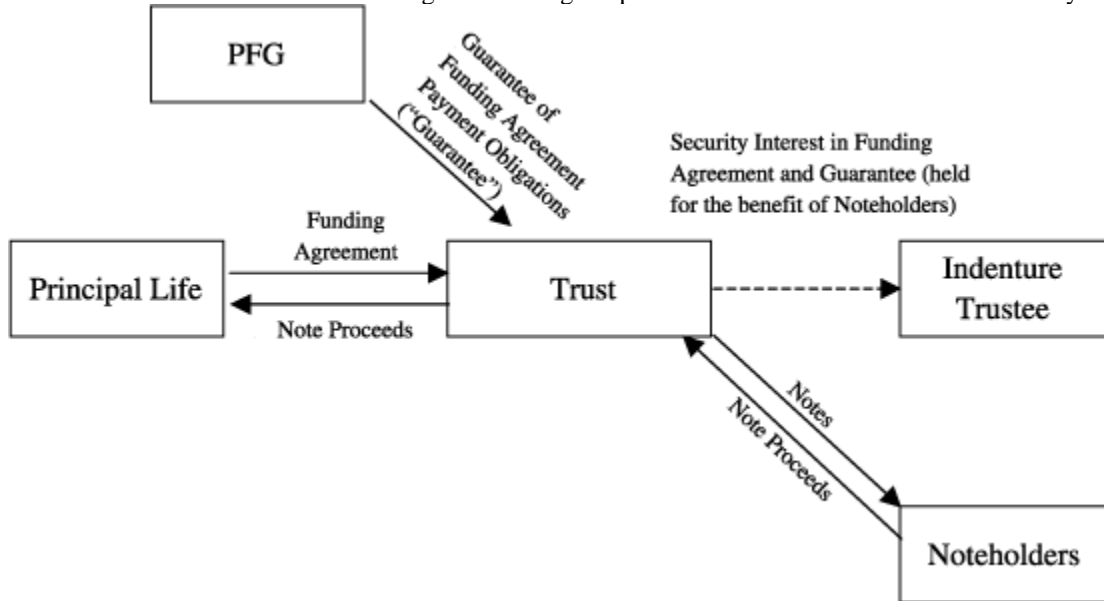 PFG
Guarantee of
Funding Agreement
Payment Obligations
("Guarantee")
Security Interest in Funding
Agreement and Guarantee (held
for the benefit of Noteholders)
Funding
Agreement
Principal Life
Trust
Indenture
Trustee
Note Proceeds
Notes
Note Proceeds
Noteholders